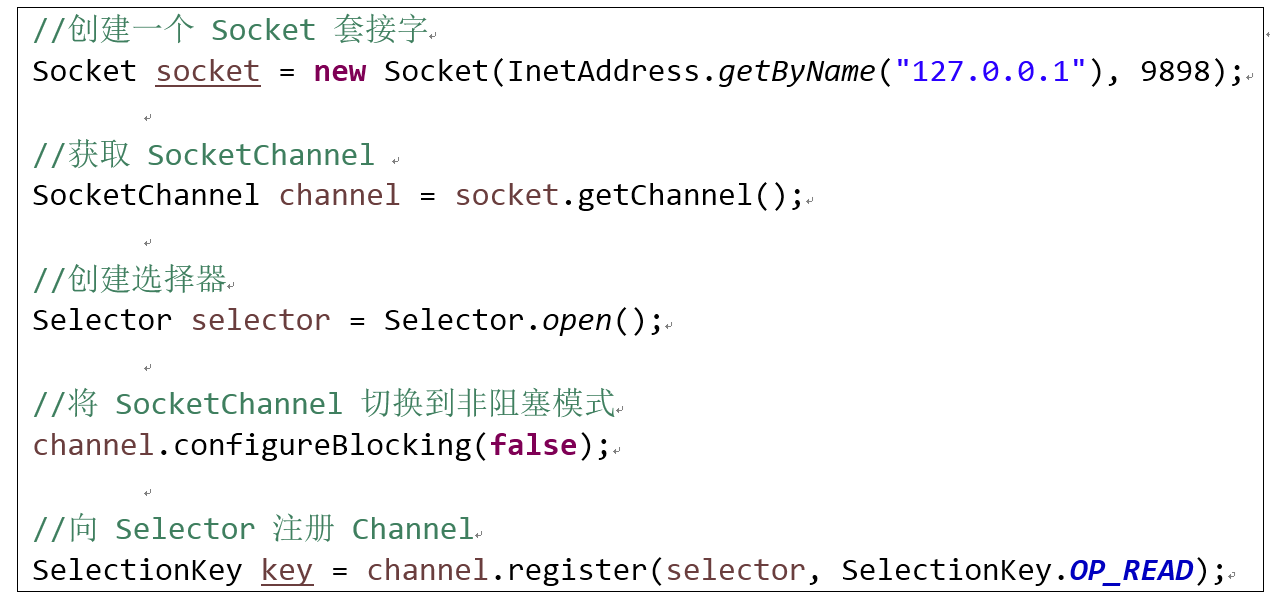 //创建一个 Socket 套接字
Socket socket = new Socket(InetAddress.getByName("127.0.0.1"), 9898);
//获取 SocketChannel
SocketChannel channel = socket.getChannel();
//创建选择器
Selector selector = Selector.open();
//将 SocketChannel 切换到非阻塞模式
channel.configureBlocking(false);
//向 Selector 注册 Channel
SelectionKey key = channel.register(selector, SelectionKey.OP_READ);